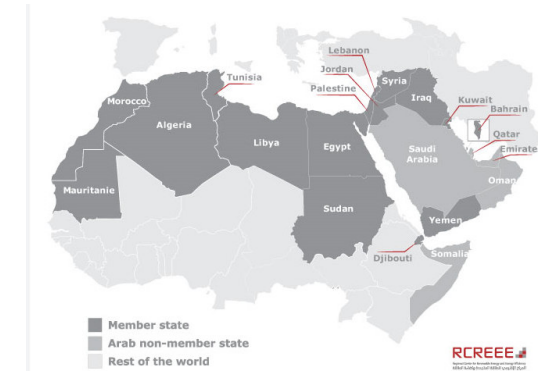 Lebanon
Jordan
Palestine
Tunisia
Syria
Iraq
Kuwait
Bahrain
Qatar
Emirate
Morocco
Algeria
Libya
Egypt
Saudi
Arabia
Oman
Mauritanie
Sudan
Yemen
Djibouti
Somalia
Member state
Arab non-member state
Rest of the world
RCREEE